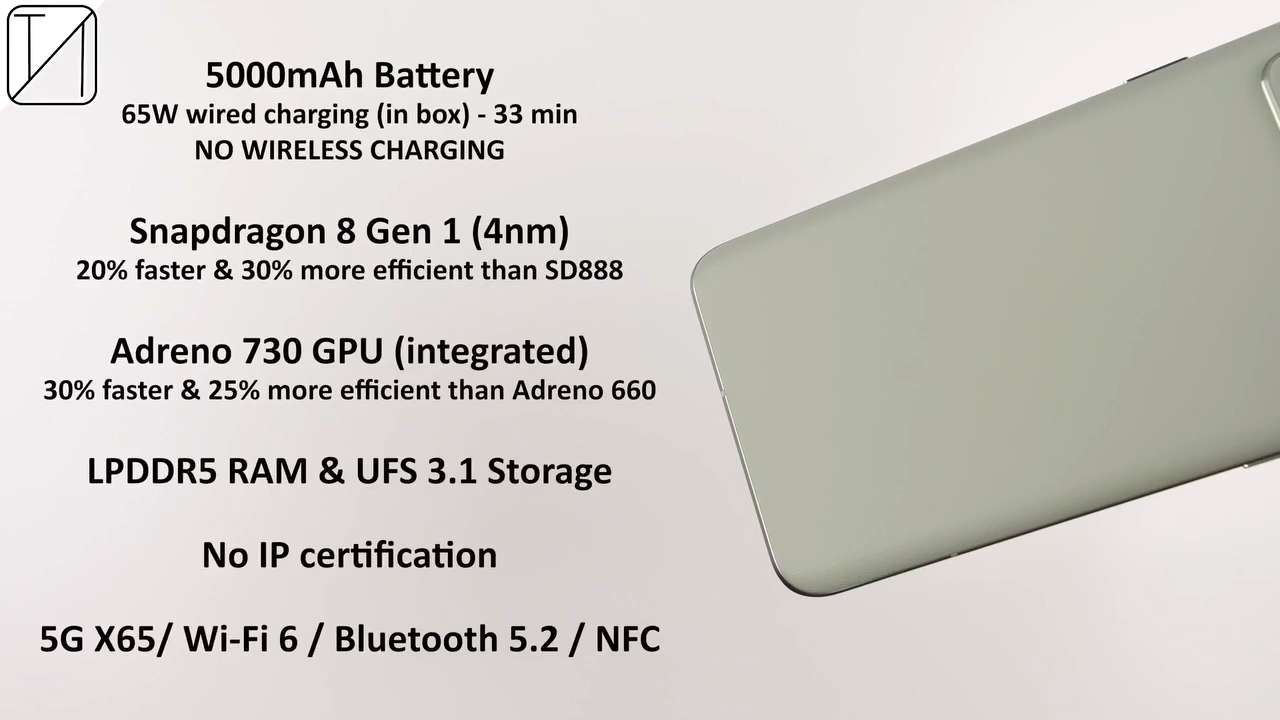 5000mAh Battery
65W wired charging (in box) - 33 min
NO WIRELESS CHARGING
Snapdragon 8 Gen 1 (4nm)
20% faster & 30% more efficient than SD888
Adreno 730 GPU (integrated)
30% faster & 25% more efficient than Adreno 660
LPDDR5 RAM & UFS 3.1 Storage
No IP certification
5G X65/ Wi-Fi 6 / Bluetooth 5.2 / NFC